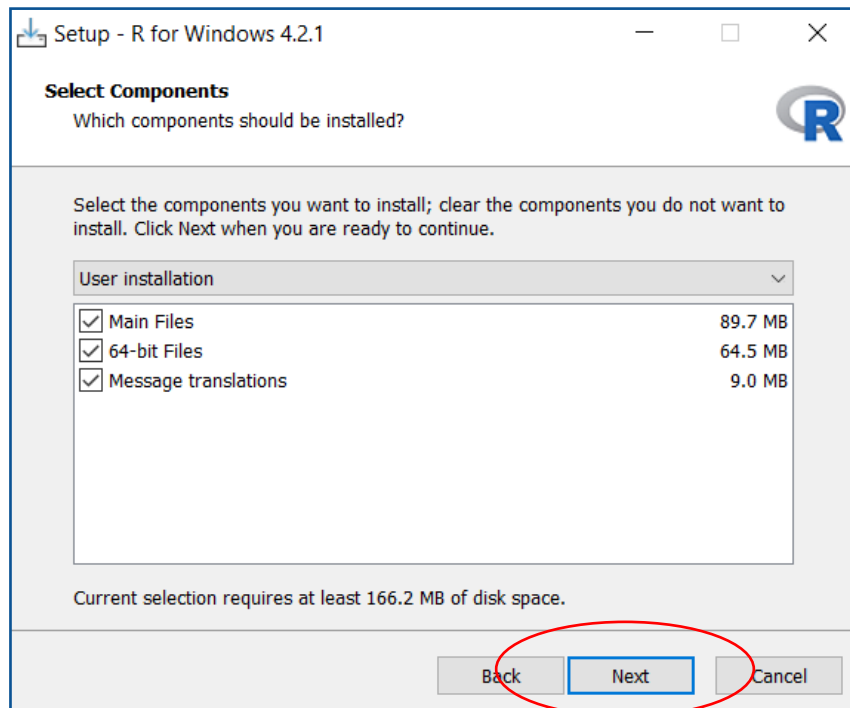 Setup - R for Windows 4.2.1
Select Components
Which components should be installed?
R
Select the components you want to install; clear the components you do not want to
install. Click Next when you are ready to continue.
User installation
Main Files 89.7 MB
64-bit Files 64.5 MB
Message translations 9.0 MB
Current selection requires at least 166.2 MB of disk space.
Back Next Cancel